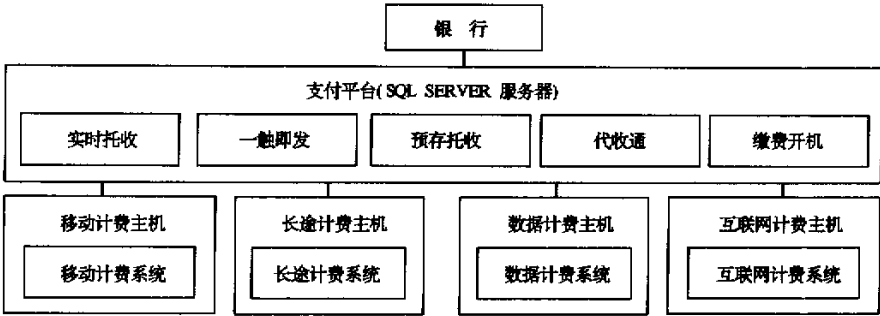 银 行
支付平台( SQL SERVER 服务器)
实时托收 一触即发 预存托收 代收通 缴费开机
移动计费主机 长途计费主机 数据计费主机 互联网计费主机
移动计费系统 长途计费系统 数据计费系统 互联网计费系统